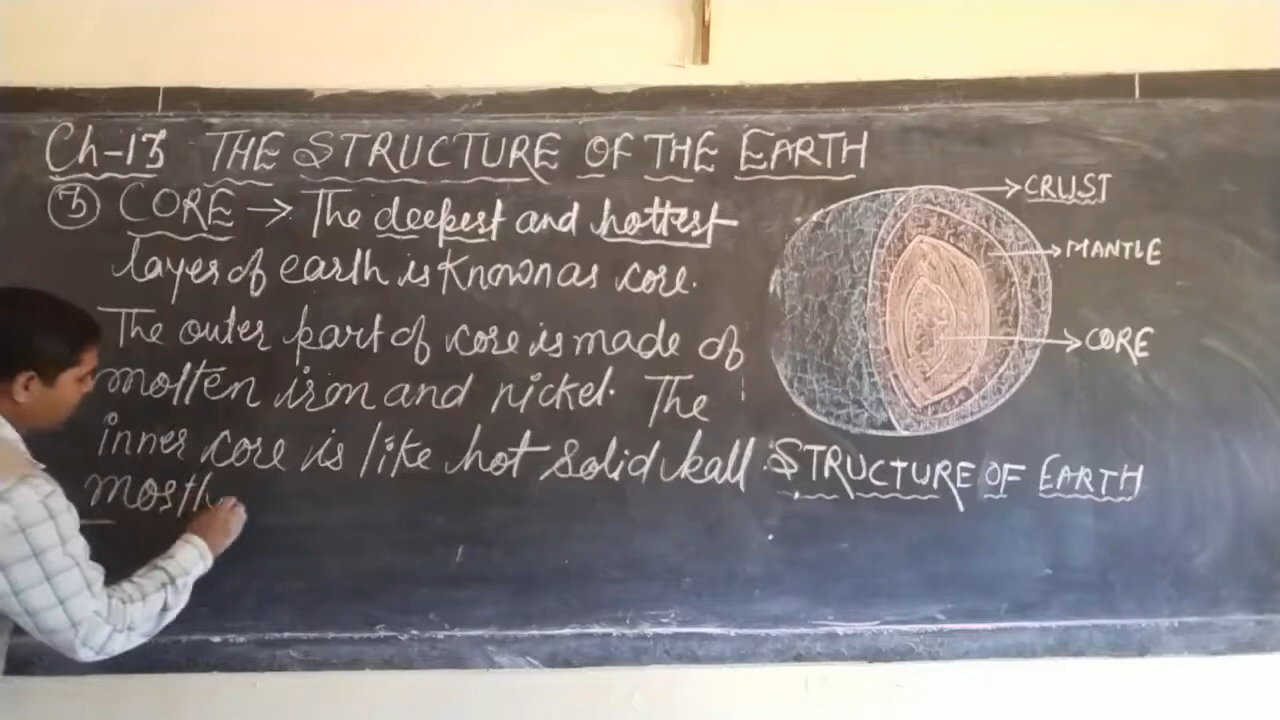 Ch-13 THE STRUCTURE OF THE EARTH
③ CORE → The deepest and hottest
layer of earth is known as core.
The outer part of core is made of
molten iron and nickel. The
inner core is like hot solid ball
mostly
CRUST
MANTLE
CORE
STRUCTURE OF EARTH